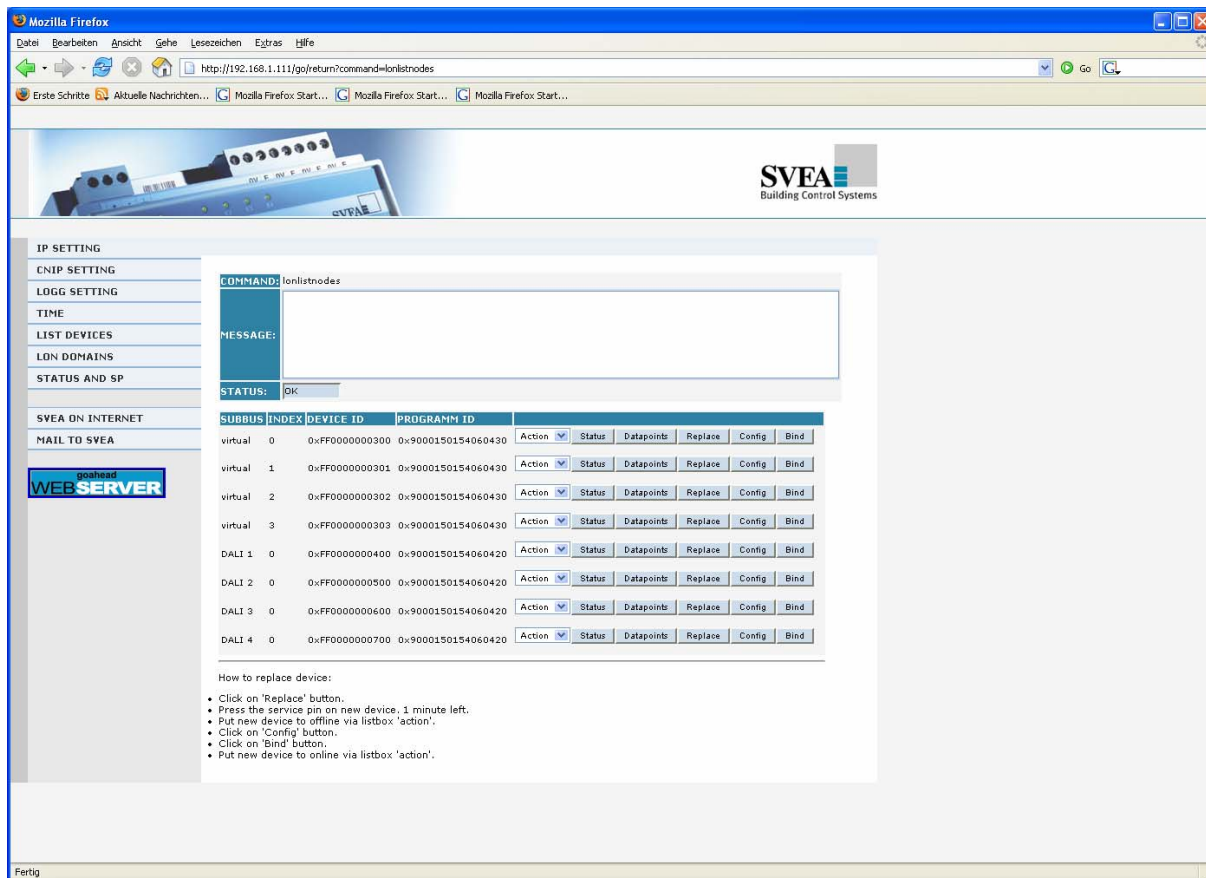 Mozilla Firefox
Datei Bearbeiten Ansicht Gehe Lesezeichen Extras Hilfe
http://192.168.1.111/go/return?command=lonlistnodes Go G
Erste Schritte Aktuelle Nachrichten... G Mozilla Firefox Start... G Mozilla Firefox Start... G Mozilla Firefox Start...
SVEA
Building Control Systems
SVEA
IP SETTING
CNIP SETTING
LOGG SETTING
TIME
LIST DEVICES
LON DOMAINS
STATUS AND SP
SVEA ON INTERNET
MAIL TO SVEA
goahead
WEBSERVER
COMMAND: lonlistnodes
MESSAGE:
STATUS: OK
SUBBUS INDEX DEVICE ID PROGRAMM ID
virtual 0 0xFF0000000300 0x9000150154060430 Action Status Datapoints Replace Config Bind
virtual 1 0xFF0000000301 0x9000150154060430 Action Status Datapoints Replace Config Bind
virtual 2 0xFF0000000302 0x9000150154060430 Action Status Datapoints Replace Config Bind
virtual 3 0xFF0000000303 0x9000150154060430 Action Status Datapoints Replace Config Bind
DALI 1 0 0xFF0000000400 0x9000150154060420 Action Status Datapoints Replace Config Bind
DALI 2 0 0xFF0000000500 0x9000150154060420 Action Status Datapoints Replace Config Bind
DALI 3 0 0xFF0000000600 0x9000150154060420 Action Status Datapoints Replace Config Bind
DALI 4 0 0xFF0000000700 0x9000150154060420 Action Status Datapoints Replace Config Bind
How to replace device:
• Click on 'Replace' button.
• Press the service pin on new device. 1 minute left.
• Put new device to offline via listbox 'action'.
• Click on 'Config' button.
• Click on 'Bind' button.
• Put new device to online via listbox 'action'.
Fertig